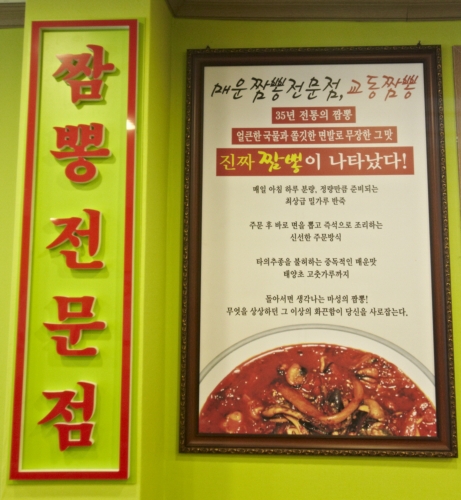 짬뽕전문점
매운짬뽕전문점, 교동짬뽕
35년 전통의 짬뽕
얼큰한 국물과 쫄깃한 면발로 무장한 그 맛
진짜 짬뽕이 나타났다!
매일 아침 하루 분량, 정량만큼 준비되는
최상급 밀가루 반죽
주문 후 바로 면을 뽑고 즉석으로 조리하는
신선한 주문방식
타의추종을 불허하는 중독적인 매운맛
태양초 고춧가루까지
돌아서면 생각나는 마성의 짬뽕!
무엇을 상상하던 그 이상의 화끈함이 당신을 사로잡는다.